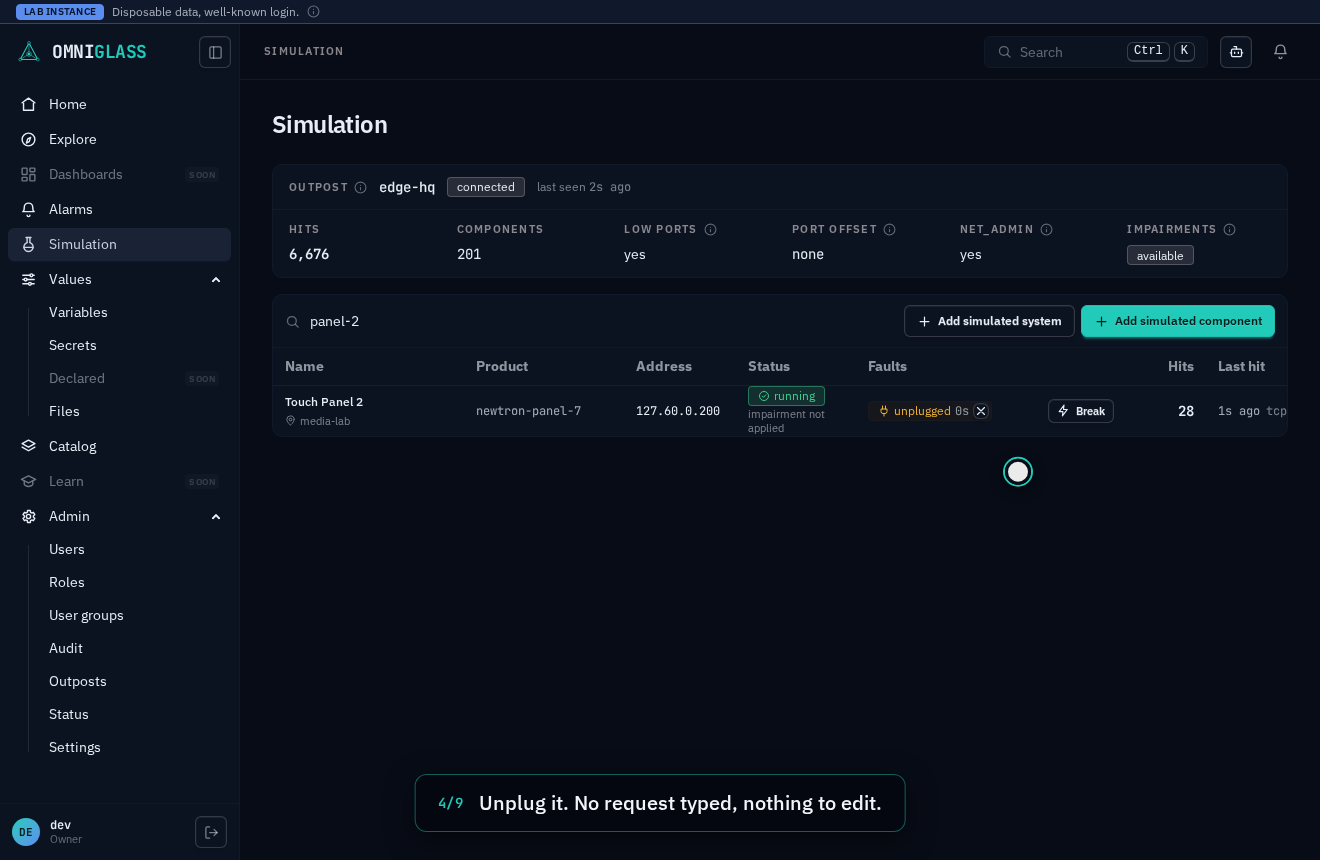 LAB INSTANCE Disposable data, well-known login.
OMNIGLASS
SIMULATION
Search Ctrl K
Home
Explore
Dashboards SOON
Alarms
Simulation
Values
Variables
Secrets
Declared SOON
Files
Catalog
Learn SOON
Admin
Users
Roles
User groups
Audit
Outposts
Status
Settings
DE dev
Owner
Simulation
OUTPOST edge-hq connected last seen 2s ago
HITS COMPONENTS LOW PORTS PORT OFFSET NET_ADMIN IMPAIRMENTS
6,676 201 yes none yes available
panel-2 Add simulated system Add simulated component
Name Product Address Status Faults Hits Last hit
Touch Panel 2 newtron-panel-7 127.60.0.200 running unplugged 0s Break 28 1s ago tcp
media-lab impairment not
applied
4/9 Unplug it. No request typed, nothing to edit.